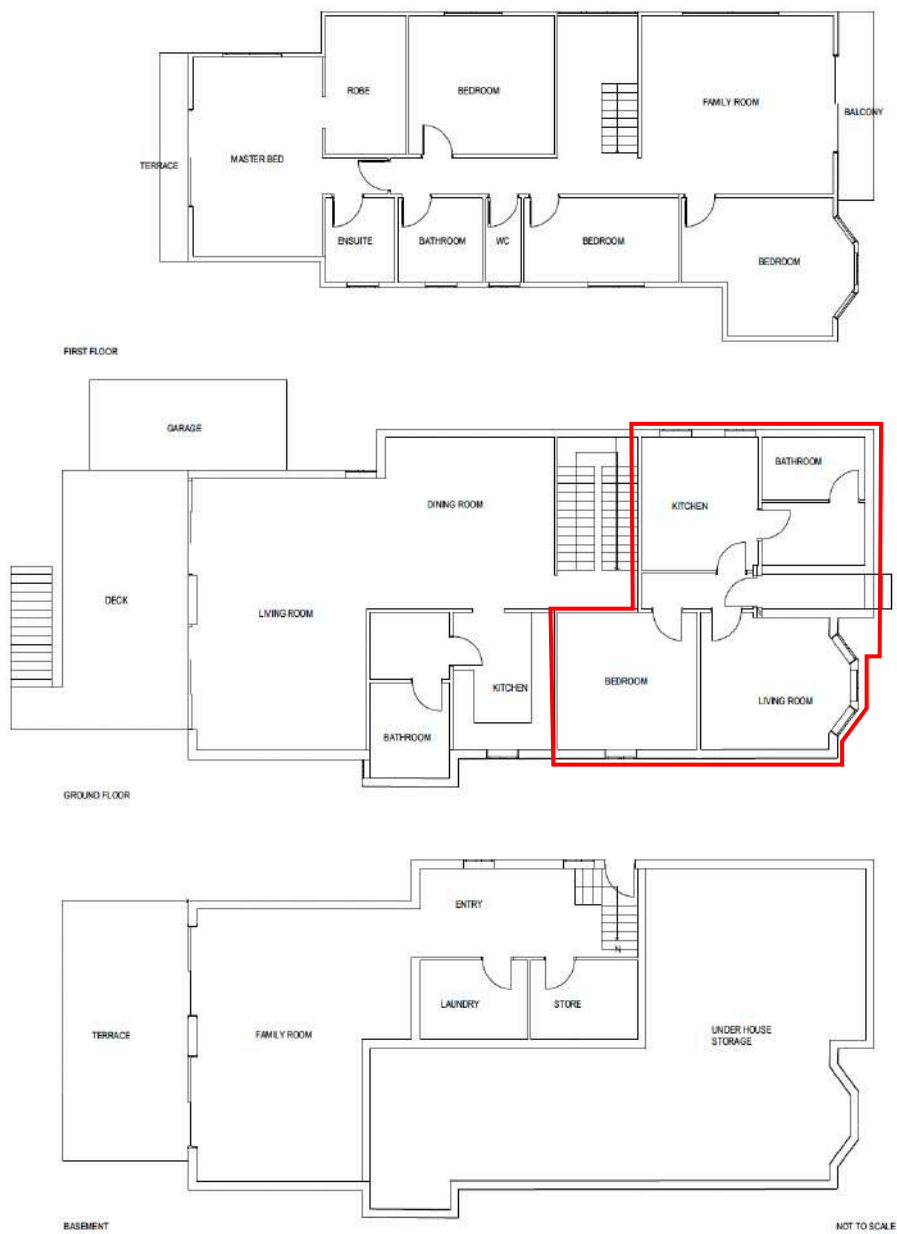 ROBE
BEDROOM
FAMILY ROOM
BALCONY
TERRACE
MASTER BED
ENSUITE
BATHROOM
WC
BEDROOM
BEDROOM
FIRST FLOOR
GARAGE
BATHROOM
DINING ROOM
KITCHEN
DECK
LIVING ROOM
BEDROOM
KITCHEN
LIVING ROOM
BATHROOM
GROUND FLOOR
ENTRY
N
LAUNDRY
STORE
TERRACE
FAMILY ROOM
UNDER HOUSE
STORAGE
BASEMENT
NOT TO SCALE